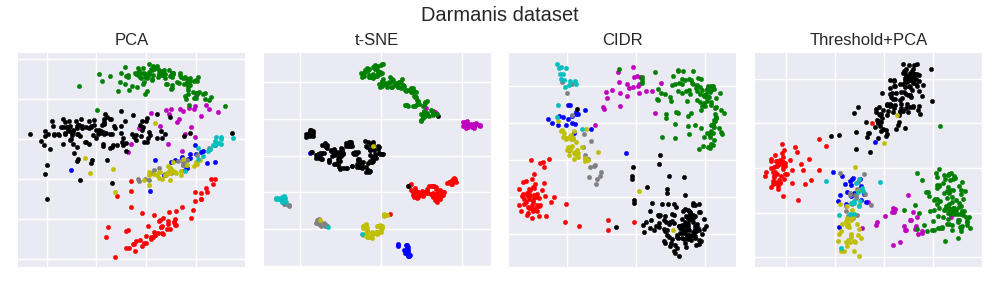 Darmanis dataset
PCA
t-SNE
CIDR
Threshold+PCA